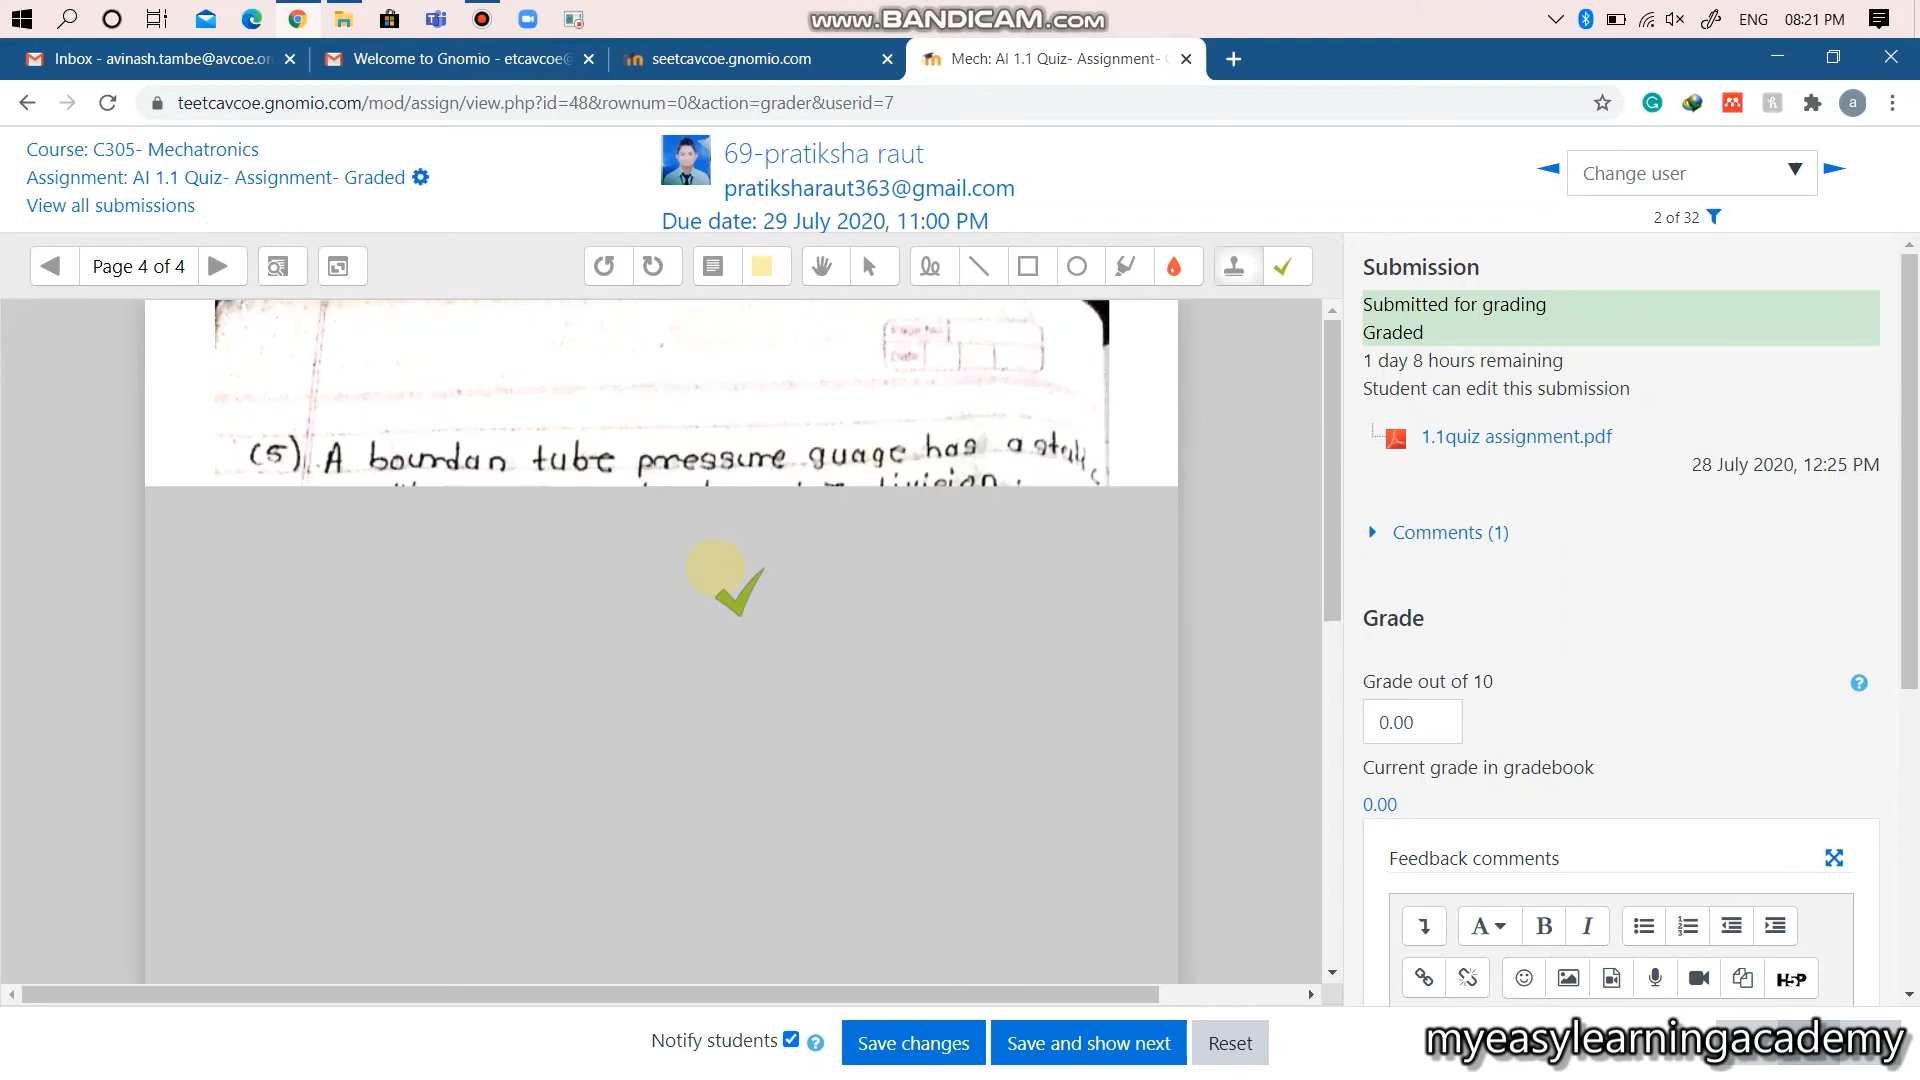 www.BANDICAM.com
ENG
08:21 PM
Inbox - avinash.tambe@avcoe.or
Welcome to Gnomio - etcavcoe@
seetcavcoe.gnomio.com
Mech: AI 1.1 Quiz- Assignment-
teetcavcoe.gnomio.com/mod/assign/view.php?id=48&rownum=0&action=grader&userid=7
a
Course: C305- Mechatronics
Assignment: AI 1.1 Quiz- Assignment- Graded
View all submissions
69-pratiksha raut
pratiksharaut363@gmail.com
Due date: 29 July 2020, 11:00 PM
Change user
2 of 32
Page 4 of 4
Page No.
Date
(5) A bourdan tube pressure guage has a
division.
Submission
Submitted for grading
Graded
1 day 8 hours remaining
Student can edit this submission
1.1quiz assignment.pdf
28 July 2020, 12:25 PM
Comments (1)
Grade
Grade out of 10
0.00
Current grade in gradebook
0.00
Feedback comments
A B I
H5P
Notify students
Save changes
Save and show next
Reset
myeasylearningacademy